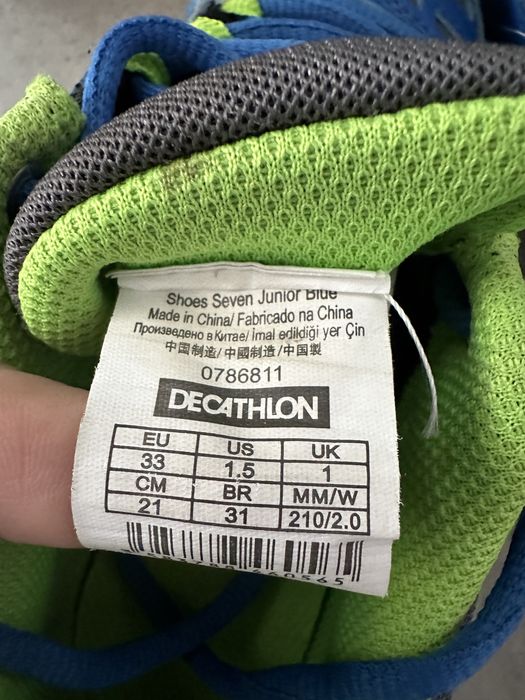 Shoes Seven Junior Blue
Made in China/ Fabricado na China
Произведено в Китае/ İmal edildiği yer Çin
中国制造/中國制造/中国製
0786811
DECATHLON
EU US UK
33 1.5 1
CM BR MM/W
21 31 210/2.0